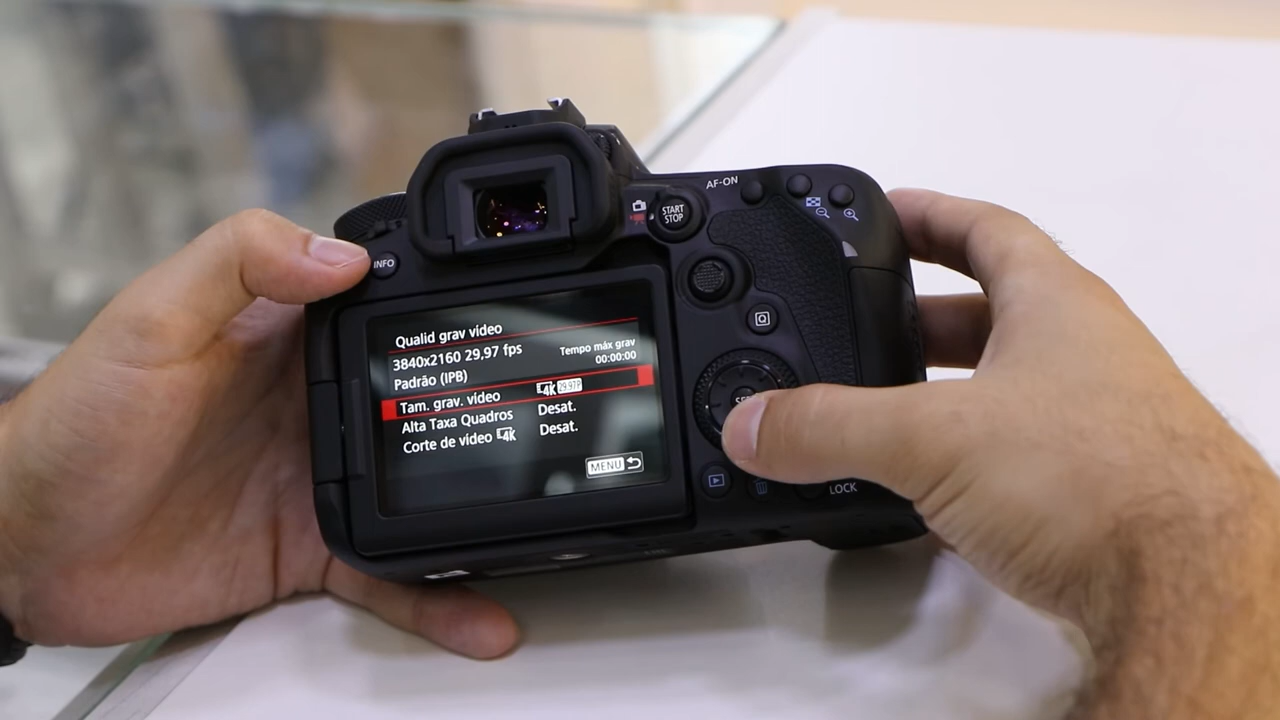 AF-ON
START
STOP
INFO
Qualid grav vídeo
3840x2160 29,97 fps
Tempo máx grav
00:00:00
Padrão (IPB)
Tam. grav. vídeo 4K 29.97P
Alta Taxa Quadros Desat.
Corte de vídeo 4K Desat.
MENU
Q
LOCK